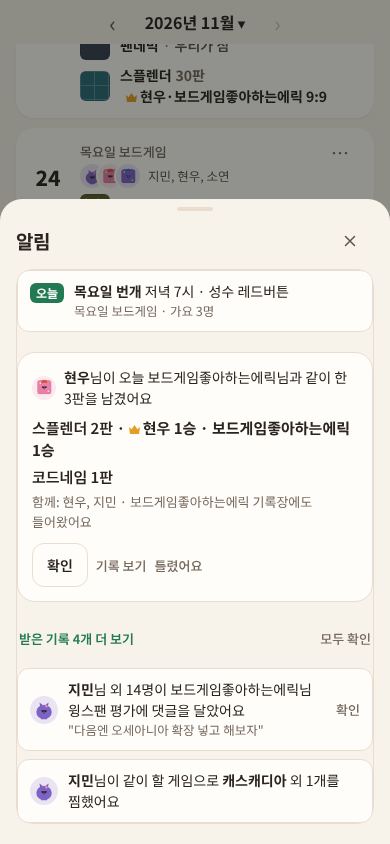 2026년 11월 ▾
팬데믹 · 우리가 짐
스플렌더 30판
현우·보드게임좋아하는에릭 9:9
목요일 보드게임
24
지민, 현우, 소연
알림
오늘
목요일 번개 저녁 7시 · 성수 레드버튼
목요일 보드게임 · 가요 3명
현우님이 오늘 보드게임좋아하는에릭님과 같이 한
3판을 남겼어요
스플렌더 2판 · 현우 1승 · 보드게임좋아하는에릭
1승
코드네임 1판
함께: 현우, 지민 · 보드게임좋아하는에릭 기록장에도
들어왔어요
확인 기록 보기 틀렸어요
받은 기록 4개 더 보기 모두 확인
지민님 외 14명이 보드게임좋아하는에릭님
윙스팬 평가에 댓글을 달았어요
확인
"다음엔 오세아니아 확장 넣고 해보자"
지민님이 같이 할 게임으로 캐스캐디아 외 1개를
찜했어요